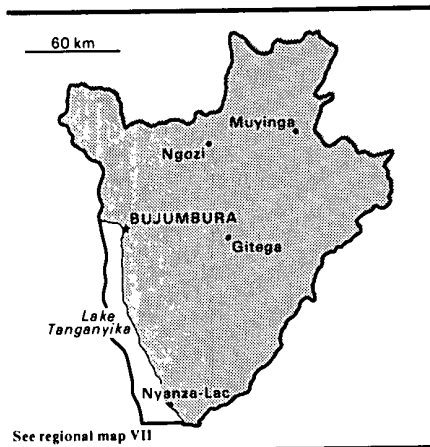 60 km
Muyinga
Ngozi
BUJUMBURA
Gitega
Lake
Tanganyika
Nyanza-Lac
See regional map VII